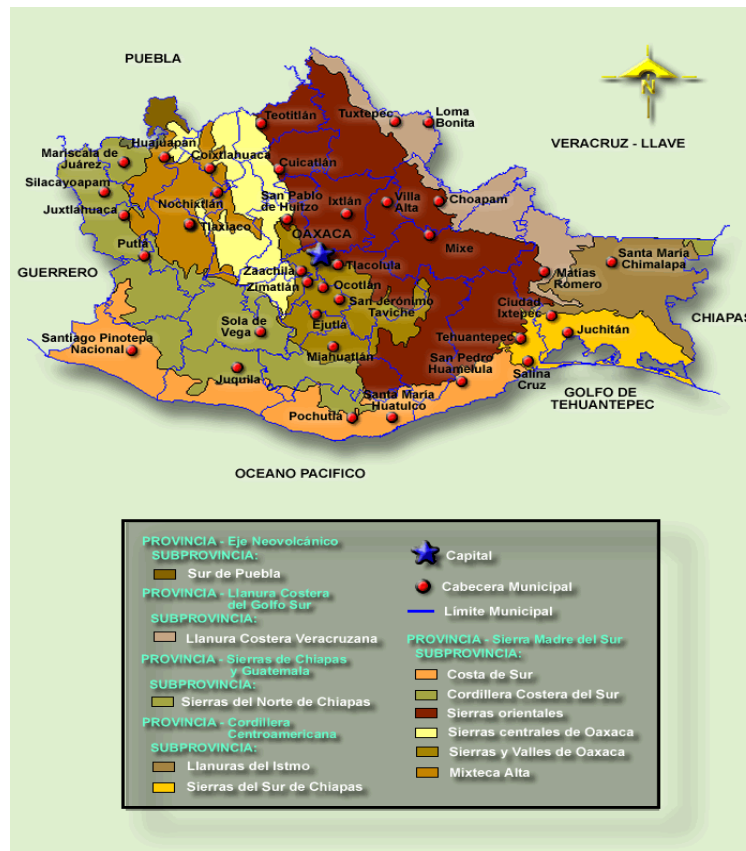 PUEBLA
N
VERACRUZ - LLAVE
GUERRERO
CHIAPAS
GOLFO DE
TEHUANTEPEC
OCEANO PACIFICO
Teotitlán
Tuxtepec
Loma
Bonita
Mariscala de
Juárez
Huajuapan
Coixtlahuaca
Cuicatlán
Silacayoapam
Juxtlahuaca
Nochixtlán
San Pablo
de Huitzo
Ixtlán
Villa
Alta
Choapam
Tlaxiaco
OAXACA
Mixe
Putla
Zaachila
Tlacolula
Santa María
Chimalapa
Zimatlán
Ocotlán
Matías
Romero
San Jerónimo
Taviche
Ciudad
Ixtepec
Sola de
Vega
Ejutla
Juchitán
Santiago Pinotepa
Nacional
Tehuantepec
Miahuatlán
San Pedro
Huamelula
Salina
Cruz
Juquila
Santa María
Huatulco
Pochutla
PROVINCIA - Eje Neovolcánico
SUBPROVINCIA:
Sur de Puebla
PROVINCIA - Llanura Costera
del Golfo Sur
SUBPROVINCIA:
Llanura Costera Veracruzana
PROVINCIA - Sierras de Chiapas
y Guatemala
SUBPROVINCIA:
Sierras del Norte de Chiapas
PROVINCIA - Cordillera
Centroamericana
SUBPROVINCIA:
Llanuras del Istmo
Sierras del Sur de Chiapas
Capital
Cabecera Municipal
Límite Municipal
PROVINCIA - Sierra Madre del Sur
SUBPROVINCIA:
Costa de Sur
Cordillera Costera del Sur
Sierras orientales
Sierras centrales de Oaxaca
Sierras y Valles de Oaxaca
Mixteca Alta